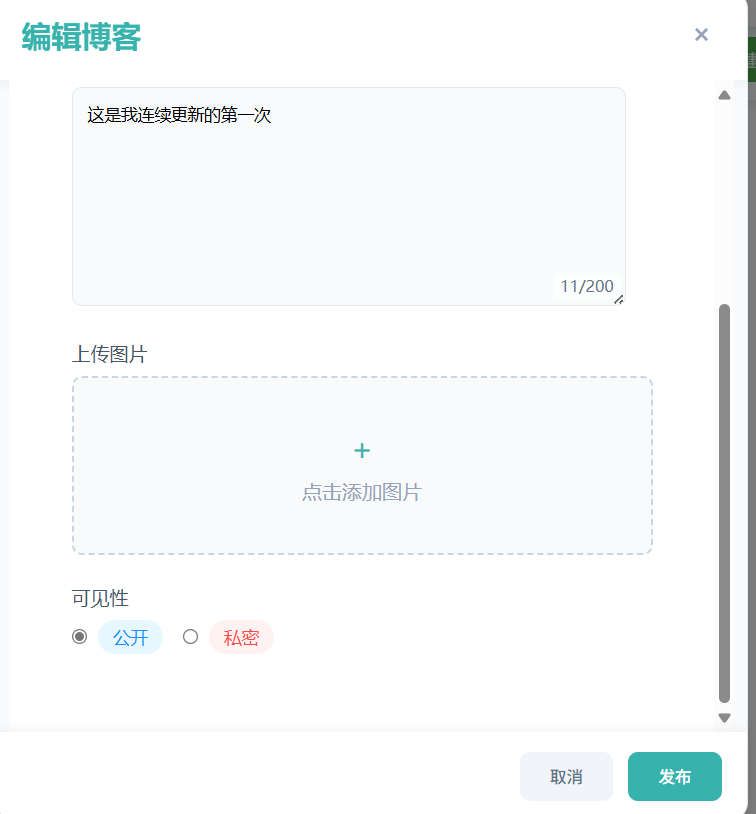 编辑博客
×
这是我连续更新的第一次
11/200
上传图片
+
点击添加图片
可见性
公开 私密
取消 发布